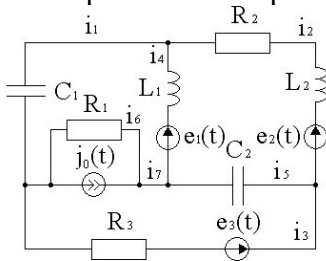 i₁
R₂
i₂
i₄
C₁
L₁
L₂
R₁
i₆
e₁(t)
e₂(t)
j₀(t)
C₂
i₇
i₅
R₃
e₃(t)
i₃